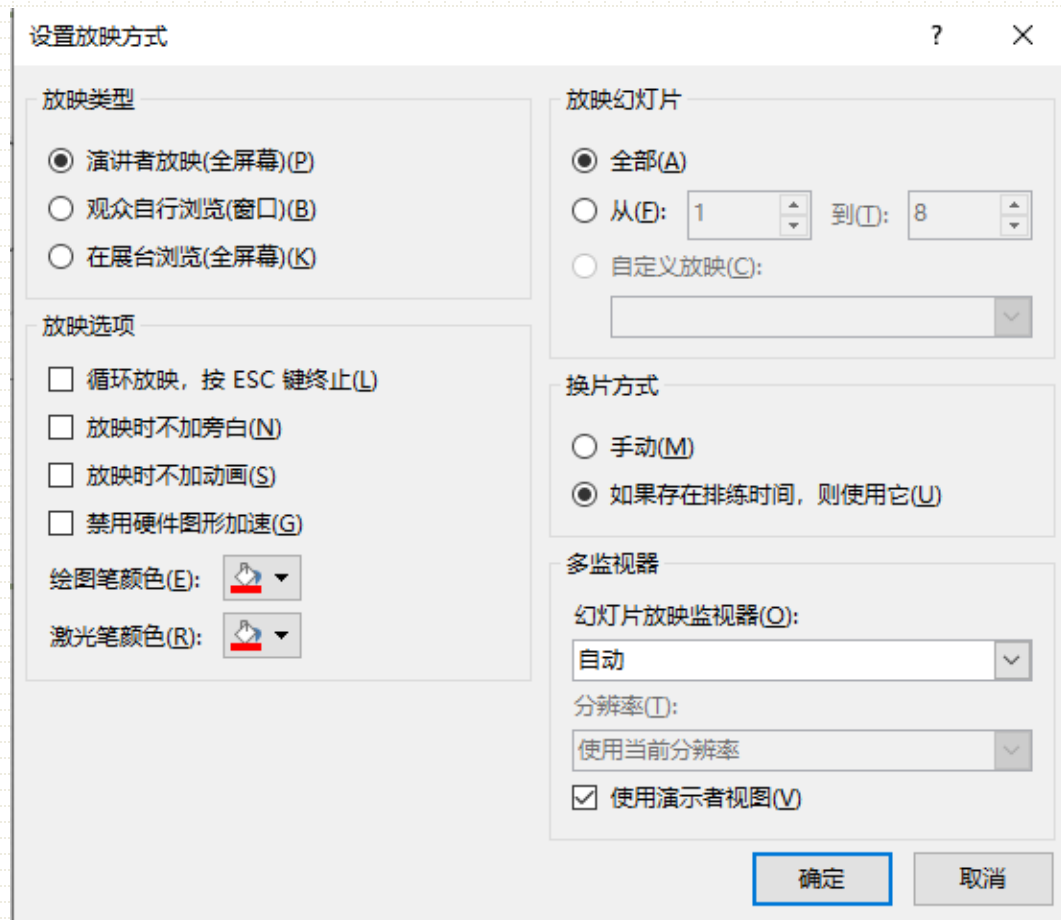 设置放映方式
放映类型
演讲者放映(全屏幕)(P)
观众自行浏览(窗口)(B)
在展台浏览(全屏幕)(K)
放映选项
循环放映，按 ESC 键终止(L)
放映时不加旁白(N)
放映时不加动画(S)
禁用硬件图形加速(G)
绘图笔颜色(E):
激光笔颜色(R):
放映幻灯片
全部(A)
从(F): 1 到(T): 8
自定义放映(C):
换片方式
手动(M)
如果存在排练时间，则使用它(U)
多监视器
幻灯片放映监视器(O):
自动
分辨率(T):
使用当前分辨率
使用演示者视图(V)
确定 取消